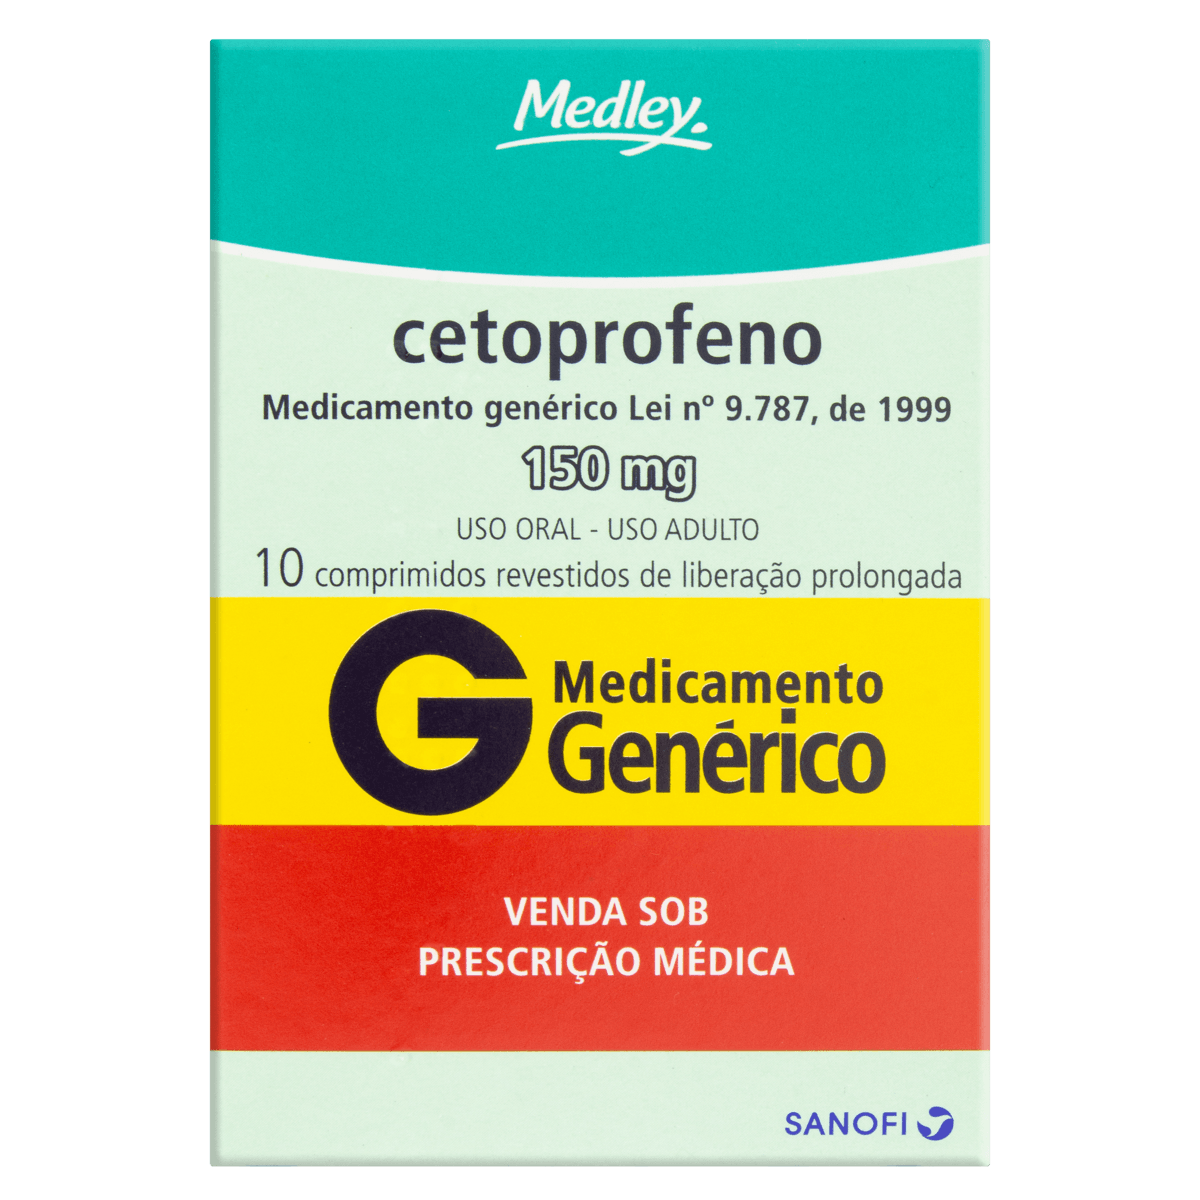 Medley.
cetoprofeno
Medicamento genérico Lei nº 9.787, de 1999
150 mg
USO ORAL - USO ADULTO
10 comprimidos revestidos de liberação prolongada
G Medicamento
Genérico
VENDA SOB
PRESCRIÇÃO MÉDICA
SANOFI